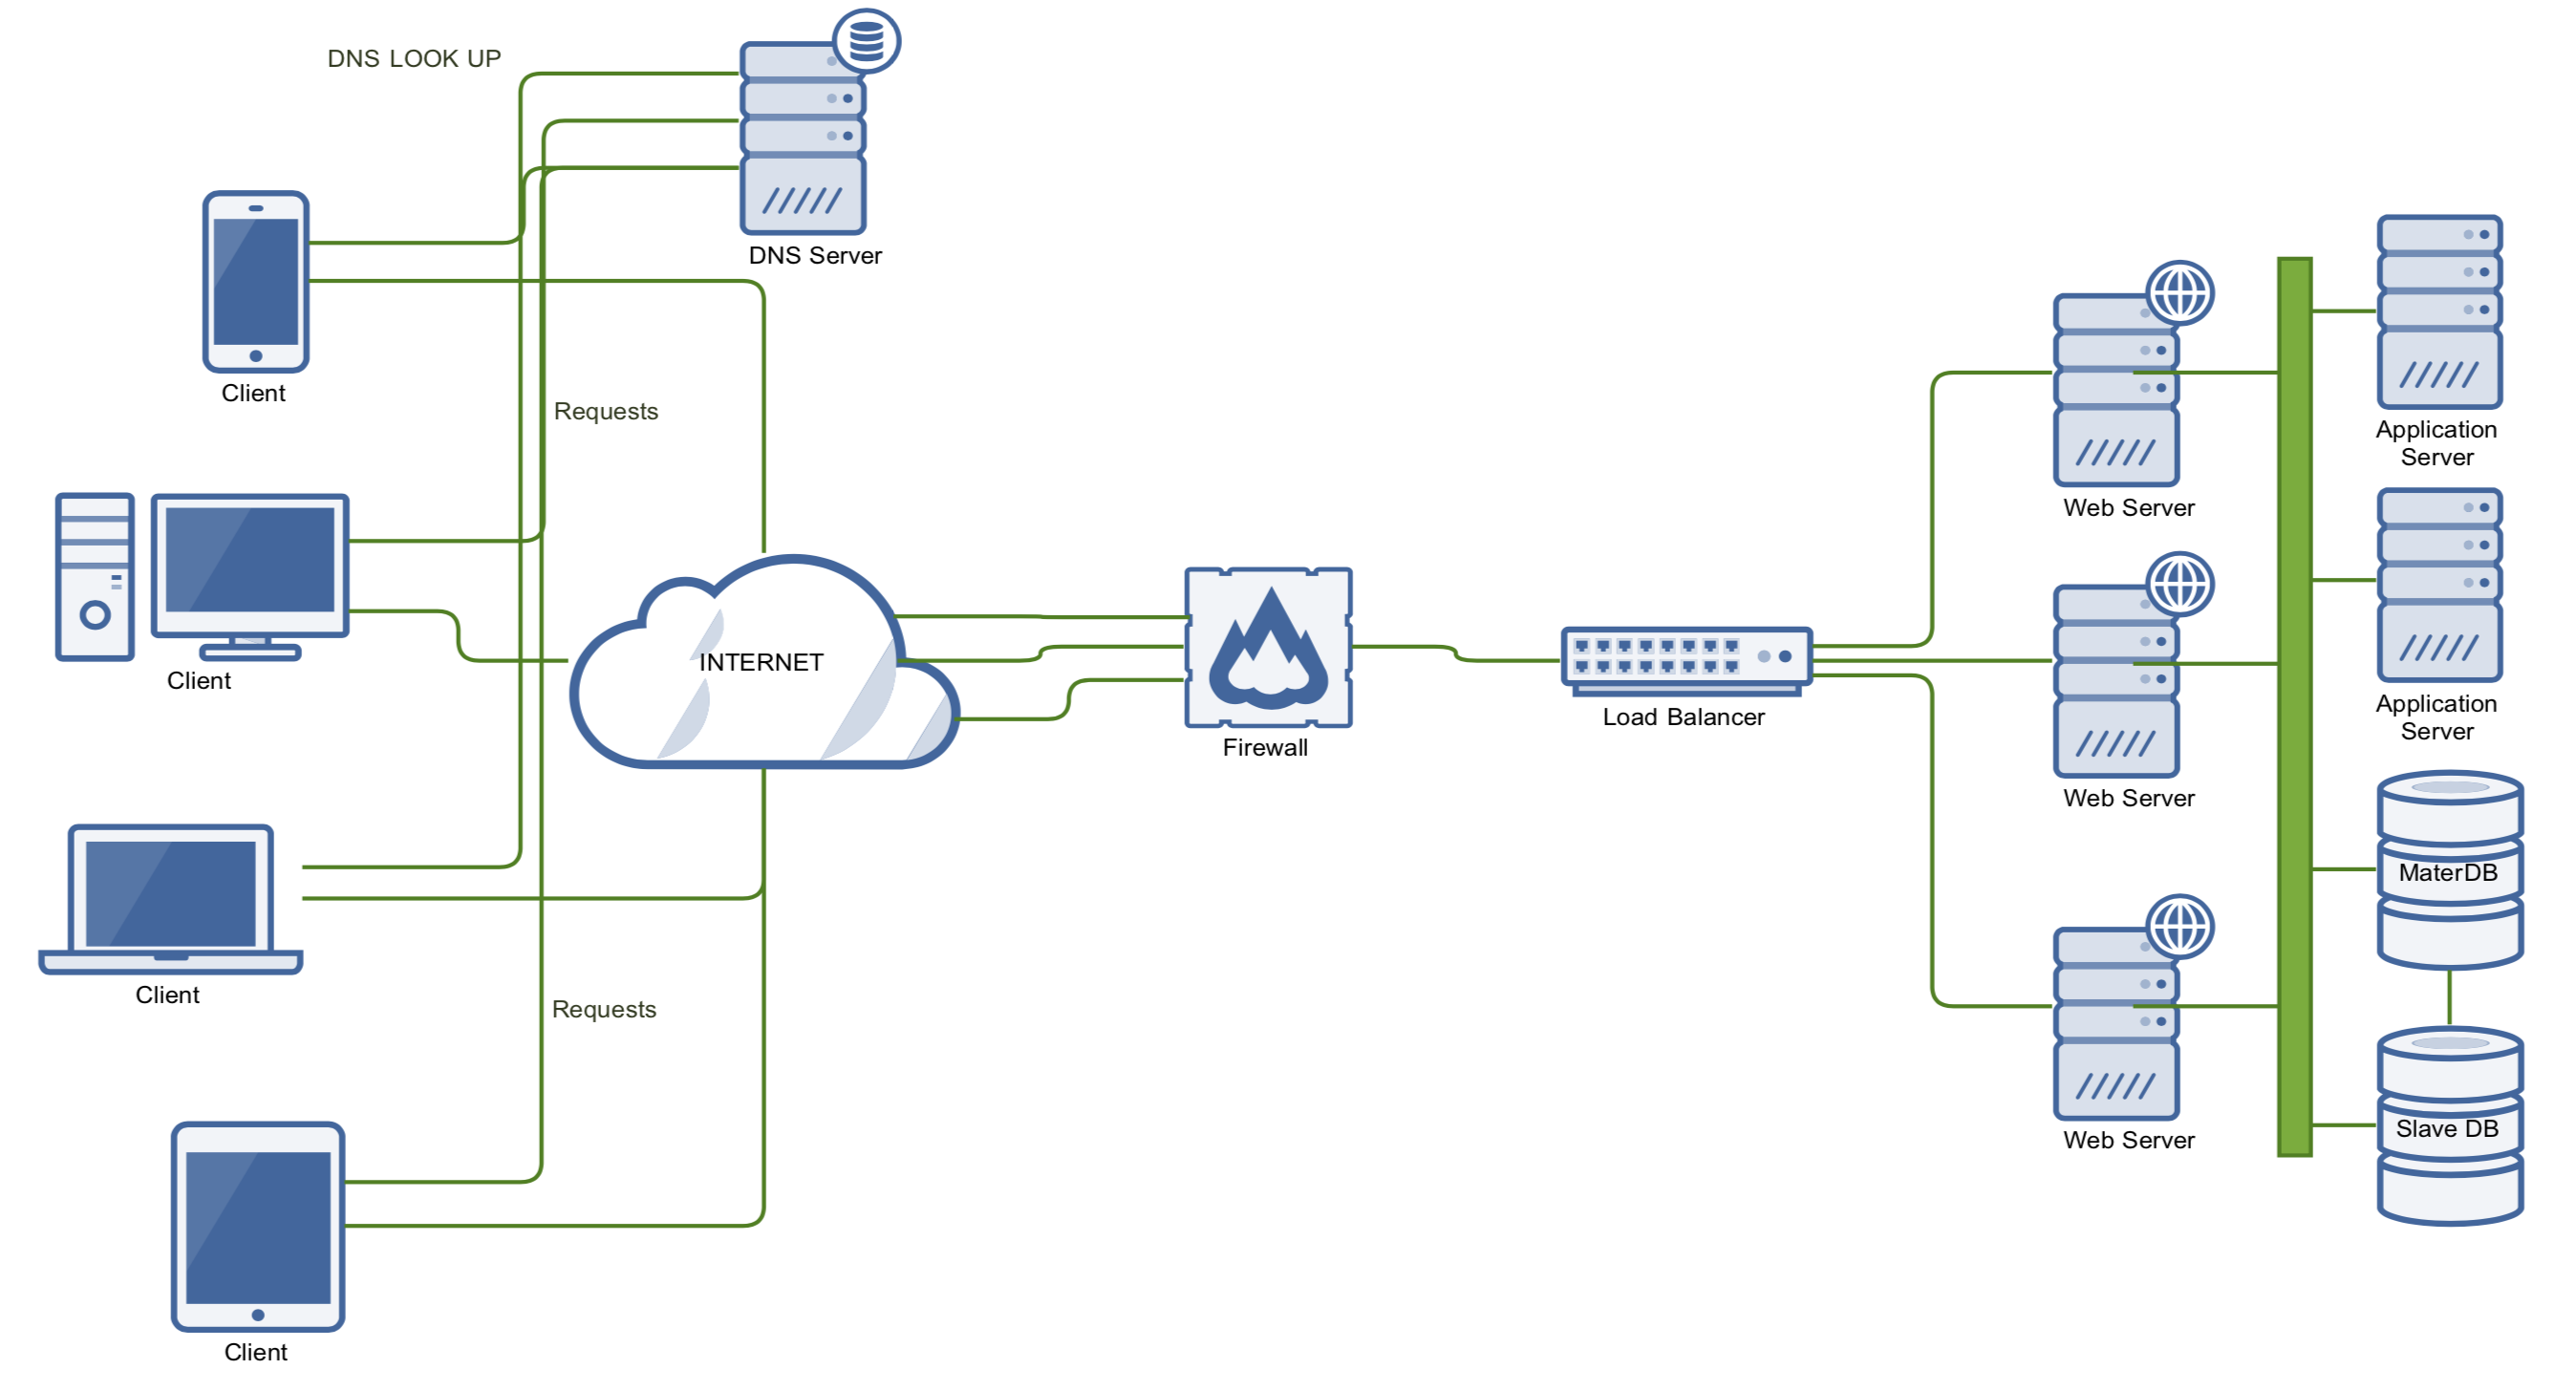 DNS LOOK UP
DNS Server
Client
Requests
Client
INTERNET
Firewall
Load Balancer
Web Server
Web Server
Web Server
Application
Server
Application
Server
MaterDB
Slave DB
Client
Requests
Client